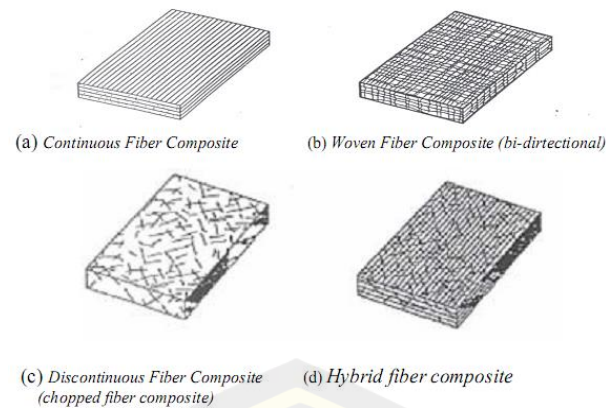 (a) Continuous Fiber Composite
(b) Woven Fiber Composite (bi-dirtectional)
(c) Discontinuous Fiber Composite
(chopped fiber composite)
(d) Hybrid fiber composite